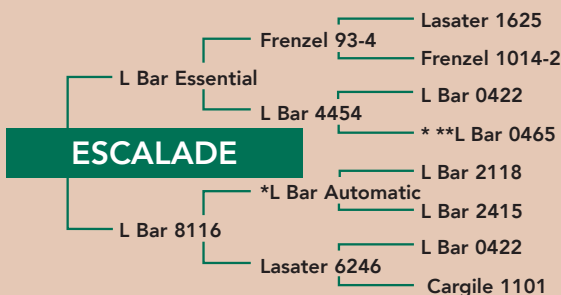 Lasater 1625
Frenzel 93-4
Frenzel 1014-2
L Bar Essential
L Bar 0422
L Bar 4454
* **L Bar 0465
ESCALADE
L Bar 2118
*L Bar Automatic
L Bar 2415
L Bar 8116
L Bar 0422
Lasater 6246
Cargile 1101